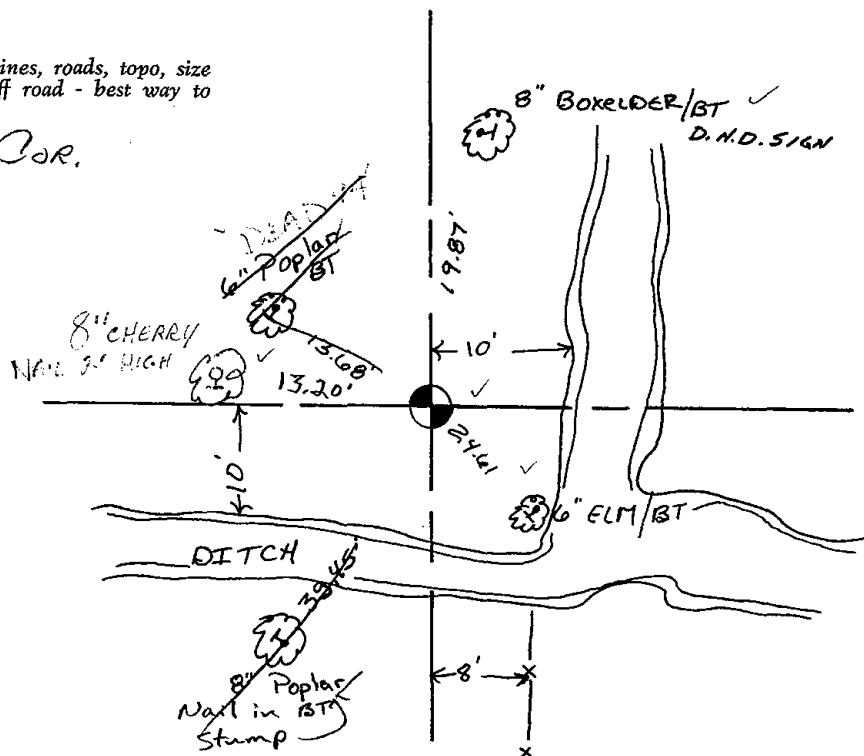 ines, roads, topo, size
ff road - best way to
COR.
8" BOXELDER/BT ✓
D.N.D. SIGN
DEAD
6" Poplar
BT
19.87'
8" CHERRY
NAIL HIGH
13.68'
13.20'
10'
24.61
10'
6" ELM/BT
DITCH
39.45'
8'
8" Poplar
Nail in BT
Stump